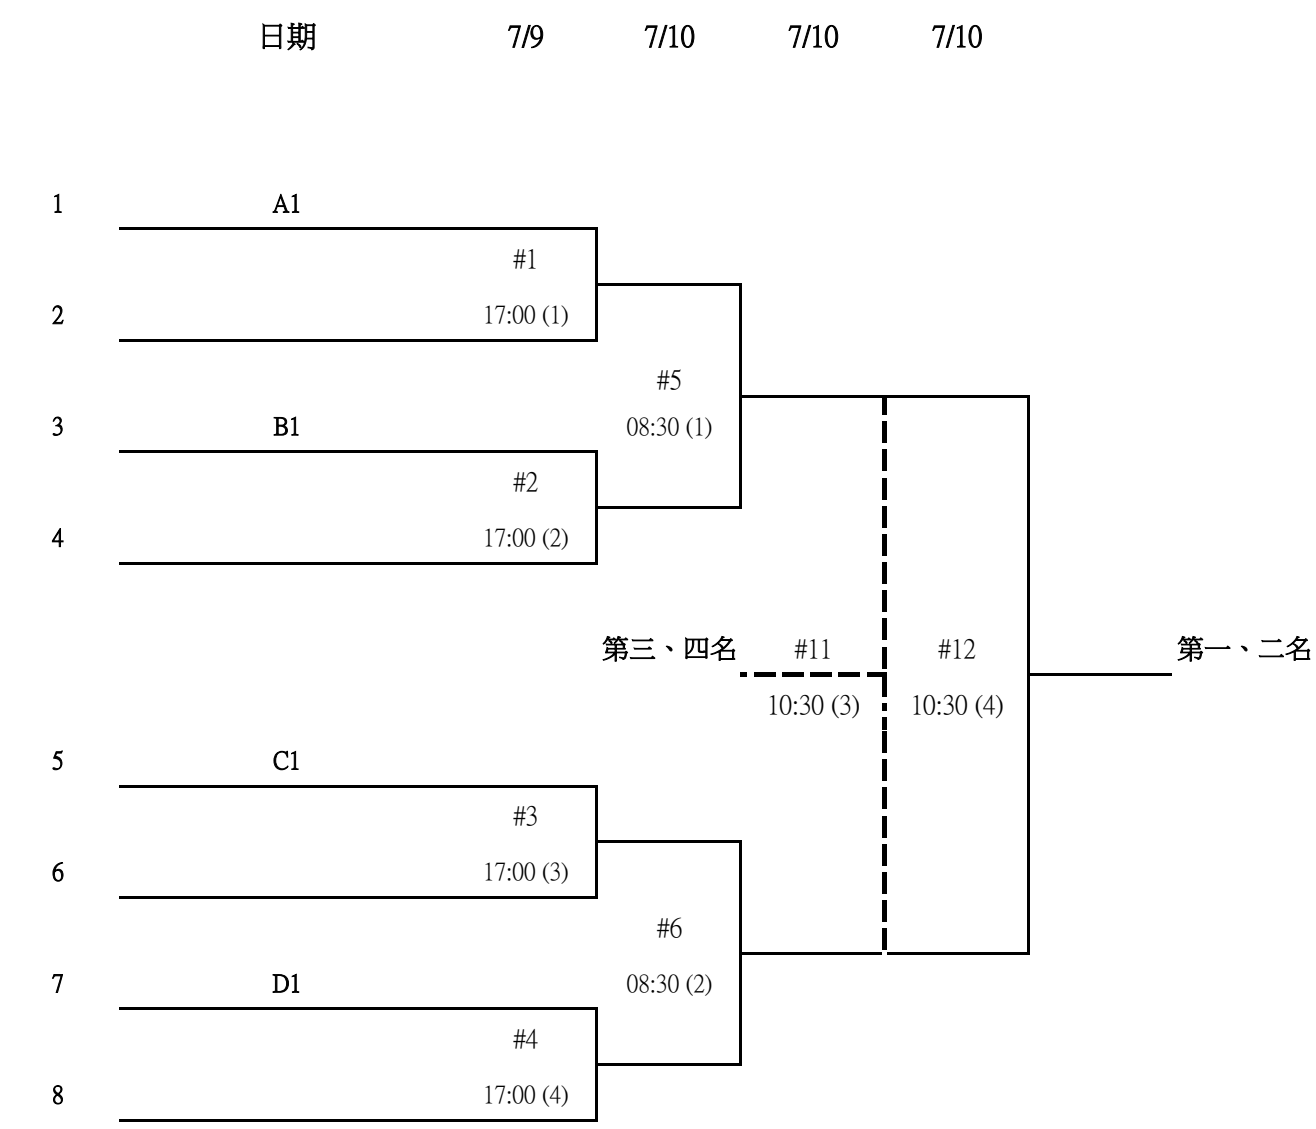 日期 7/9 7/10 7/10 7/10
1 A1
#1
2 17:00 (1)
#5
3 B1 08:30 (1)
#2
4 17:00 (2)
第三、四名 #11 #12 第一、二名
10:30 (3) 10:30 (4)
5 C1
#3
6 17:00 (3)
#6
7 D1 08:30 (2)
#4
8 17:00 (4)